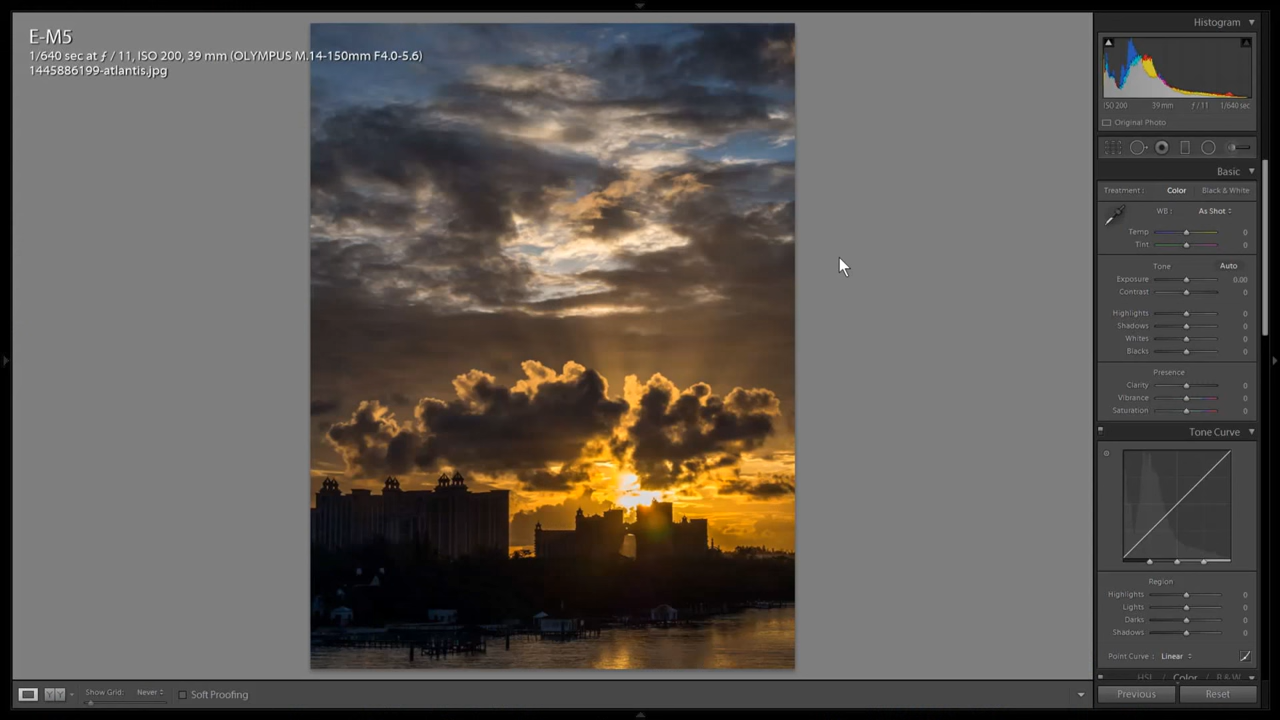 E-M5
1/640 sec at ƒ / 11, ISO 200, 39 mm (OLYMPUS M.14-150mm F4.0-5.6)
1445886199-atlantis.jpg
Histogram
ISO 200 39 mm ƒ / 11 1/640 sec
Original Photo
Basic
Treatment : Color Black & White
WB : As Shot
Temp 0
Tint 0
Tone Auto
Exposure 0.00
Contrast 0
Highlights 0
Shadows 0
Whites 0
Blacks 0
Presence
Clarity 0
Vibrance 0
Saturation 0
Tone Curve
Region
Highlights 0
Lights 0
Darks 0
Shadows 0
Point Curve : Linear
HSL / Color / B & W
Show Grid: Never
Soft Proofing
Previous Reset